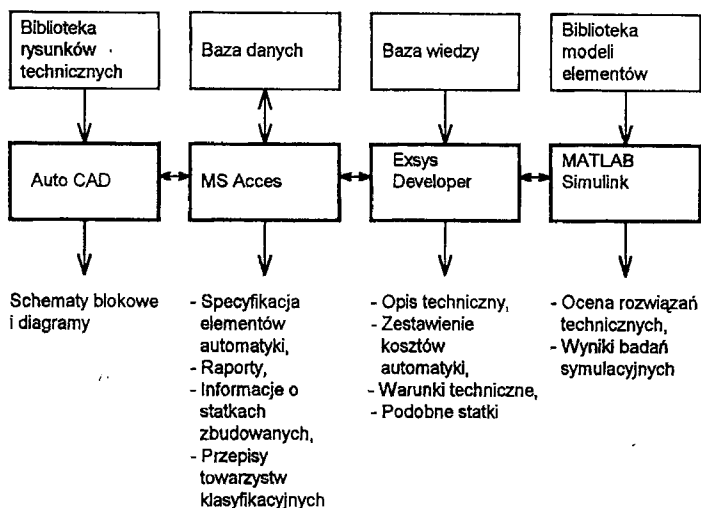 Biblioteka
rysunków
technicznych
Baza danych
Baza wiedzy
Biblioteka
modeli
elementów
Auto CAD
MS Acces
Exsys
Developer
MATLAB
Simulink
Schematy blokowe
i diagramy
- Specyfikacja
elementów
automatyki,
- Raporty,
- Informacje o
statkach
zbudowanych,
- Przepisy
towarzystw
klasyfikacyjnych
- Opis techniczny,
- Zestawienie
kosztów
automatyki,
- Warunki techniczne,
- Podobne statki
- Ocena rozwiązań
technicznych,
- Wyniki badań
symulacyjnych